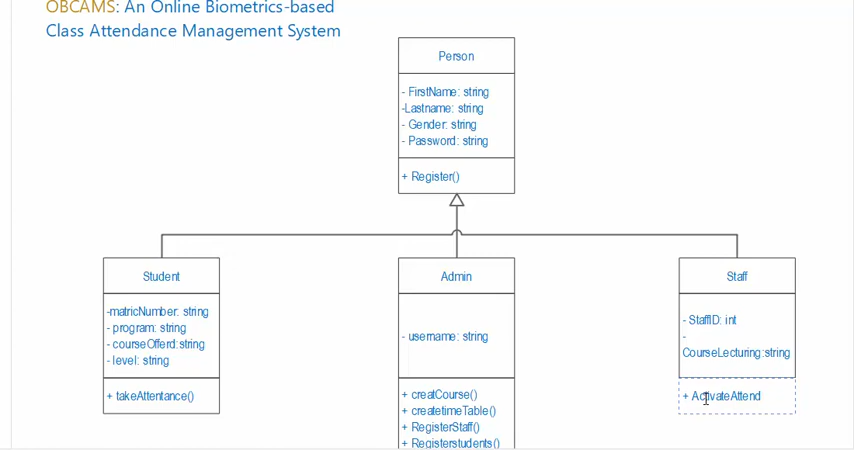 OBCAMS: An Online Biometrics-based
Class Attendance Management System
Person
- FirstName: string
-Lastname: string
- Gender: string
- Password: string
+ Register()
Student
-matricNumber: string
- program: string
- courseOfferd:string
- level: string
+ takeAttentance()
Admin
- username: string
+ creatCourse()
+ createtimeTable()
+ RegisterStaff()
+ Registerstudents()
Staff
- StaffID: int
-
CourseLecturing:string
+ ActivateAttend